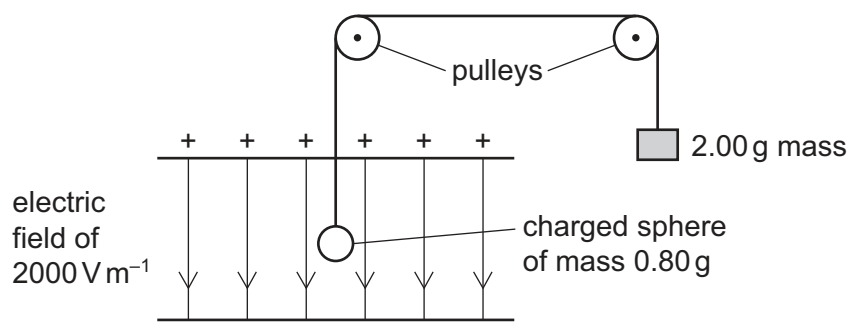 pulleys
2.00 g mass
+ + + + + +
electric
field of
2000 V m⁻¹
charged sphere
of mass 0.80 g